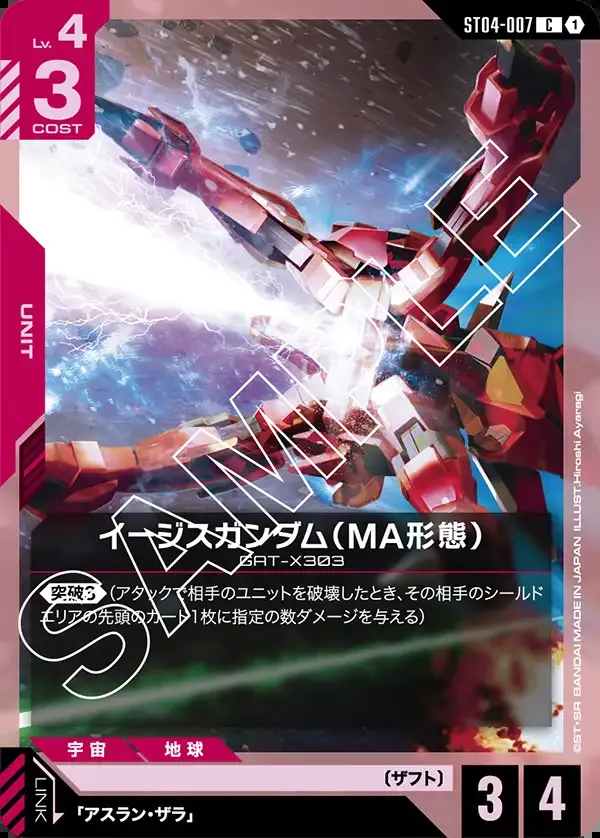 Lv. 4
ST04-007 C 1
3
COST
UNIT
SAMPLE
イージスガンダム(MA形態)
GAT-X303
突破3 (アタックで相手のユニットを破壊したとき、その相手のシールド
エリアの先頭のカード1枚に指定の数ダメージを与える)
宇宙 地球
〔ザフト〕
LINK
「アスラン・ザラ」
3 4
©ST・SR BANDAI MADE IN JAPAN ILLUST:Hiroshi Ayaragi